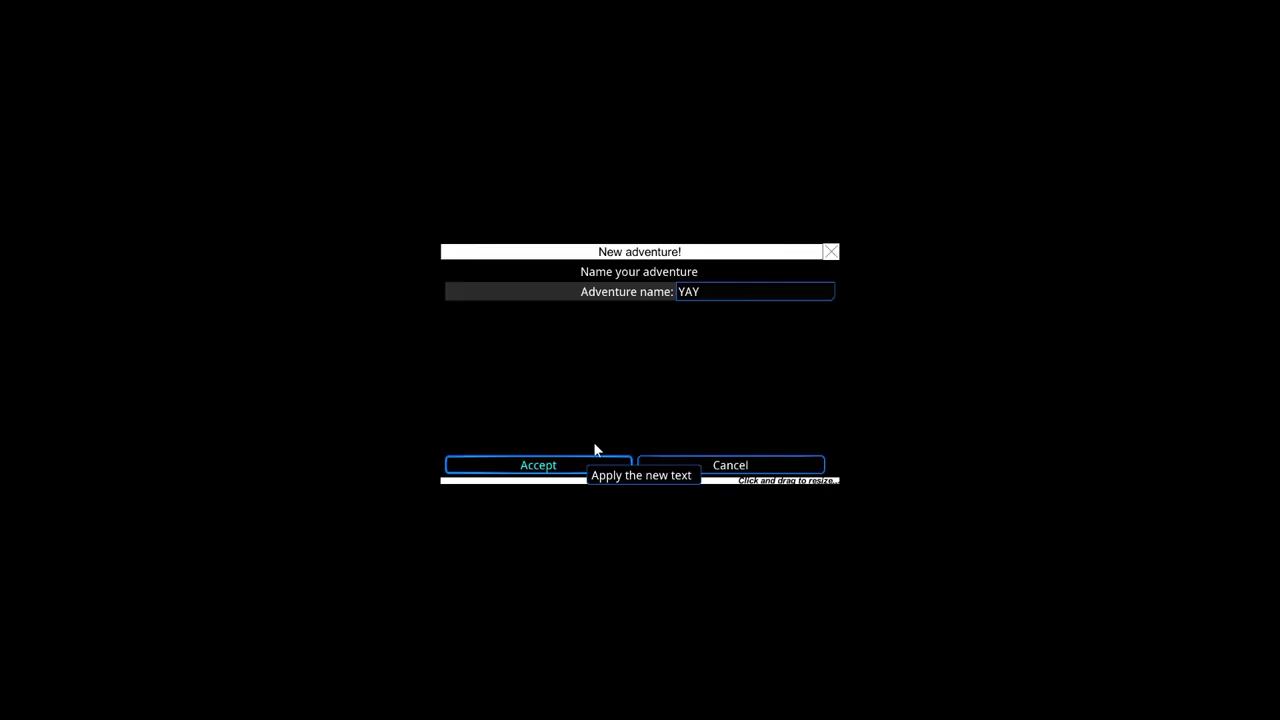 New adventure!
Name your adventure
Adventure name: YAY
Accept
Cancel
Apply the new text
Click and drag to resize...